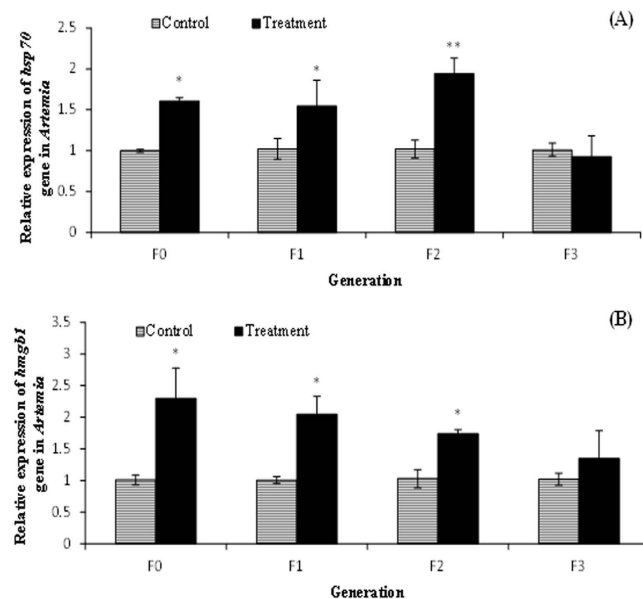 (A)
Control Treatment
Relative expression of hsp 70
gene in Artemia
2.5
2
1.5
1
0.5
0
* * **
F0 F1 F2 F3
Generation
(B)
Control Treatment
Relative expression of hmgb1
gene in Artemia
3.5
3
2.5
2
1.5
1
0.5
0
* * *
F0 F1 F2 F3
Generation